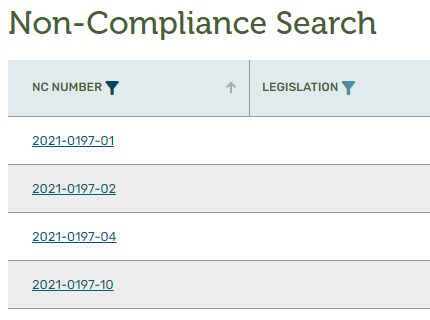 Non-Compliance Search
NC NUMBER LEGISLATION
2021-0197-01
2021-0197-02
2021-0197-04
2021-0197-10